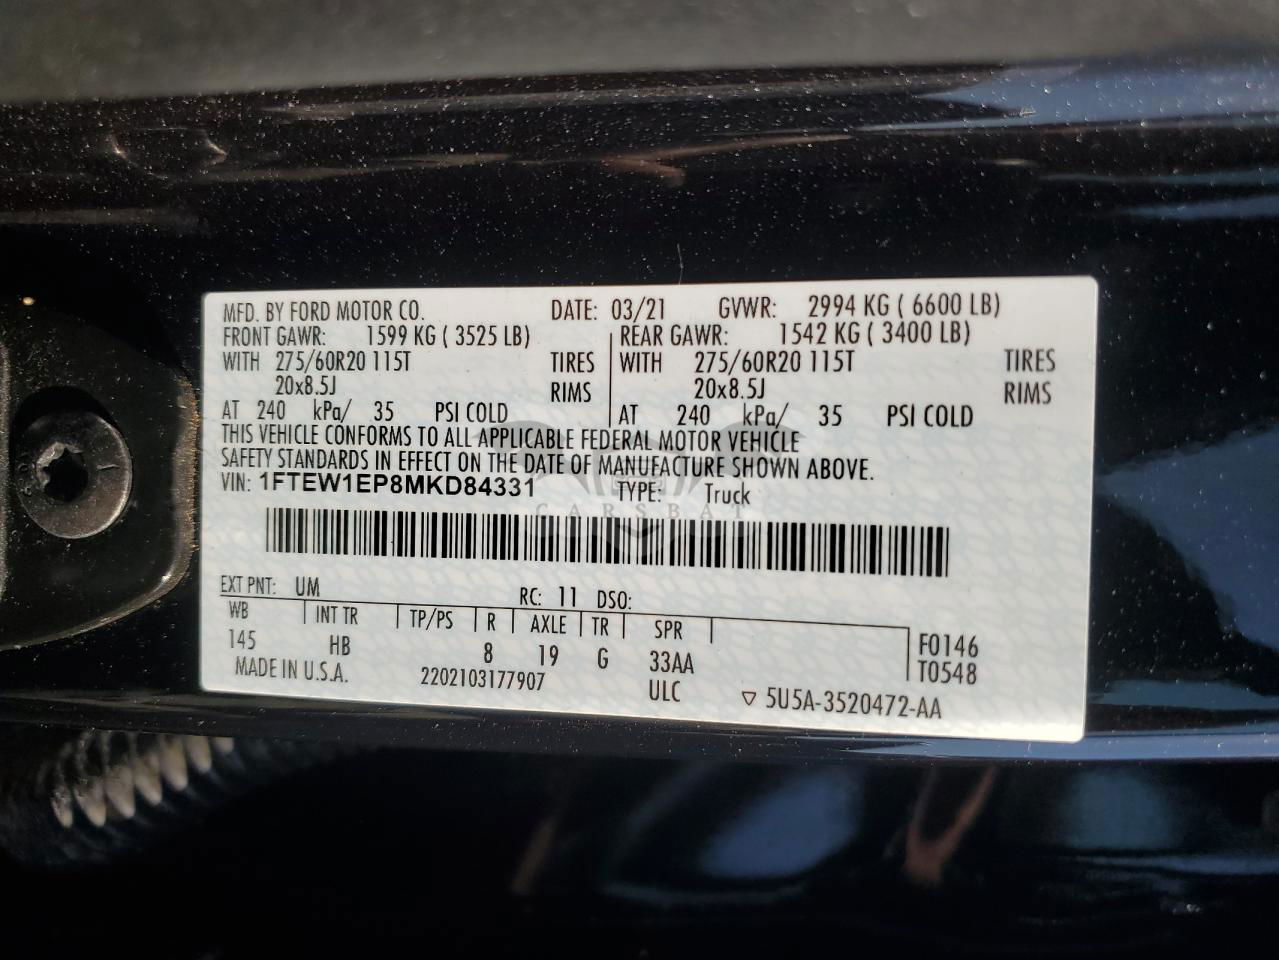 MFD. BY FORD MOTOR CO. DATE: 03/21 GVWR: 2994 KG ( 6600 LB)
FRONT GAWR: 1599 KG ( 3525 LB) REAR GAWR: 1542 KG ( 3400 LB)
WITH 275/60R20 115T TIRES WITH 275/60R20 115T TIRES
20x8.5J RIMS 20x8.5J RIMS
AT 240 kPa/ 35 PSI COLD AT 240 kPa/ 35 PSI COLD
THIS VEHICLE CONFORMS TO ALL APPLICABLE FEDERAL MOTOR VEHICLE
SAFETY STANDARDS IN EFFECT ON THE DATE OF MANUFACTURE SHOWN ABOVE.
VIN: 1FTEW1EP8MKD84331 TYPE: Truck
CARSBAT
EXT PNT: UM RC: 11 DSO:
WB INT TR TP/PS R AXLE TR SPR F0146
145 HB 8 19 G 33AA T0548
MADE IN U.S.A. 2202103177907 ULC ▽ 5U5A-3520472-AA